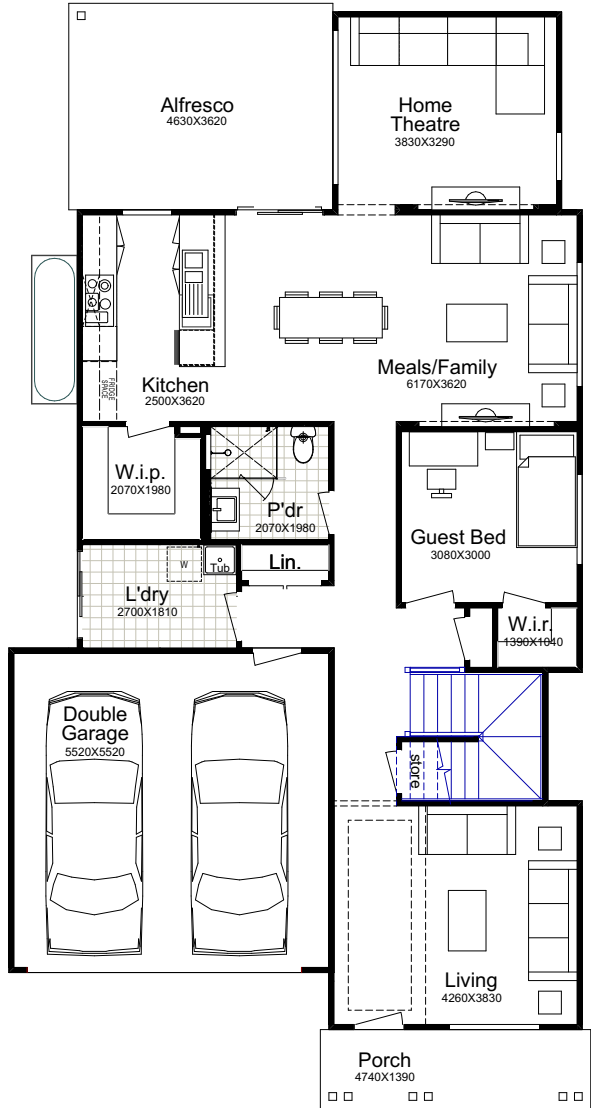 Alfresco
4630X3620
Home
Theatre
3830X3290
Kitchen
2500X3620
FRIDGE
SPACE
Meals/Family
6170X3620
W.i.p.
2070X1980
P'dr
2070X1980
Guest Bed
3080X3000
W
Tub
Lin.
L'dry
2700X1810
W.i.r.
1390X1040
Double
Garage
5520X5520
store
Living
4260X3830
Porch
4740X1390